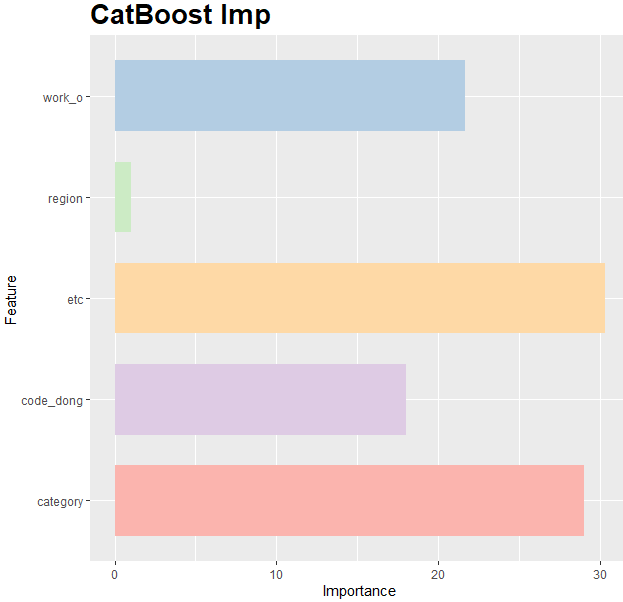 CatBoost Imp
work_o
region
etc
code_dong
category
Feature
0 10 20 30
Importance